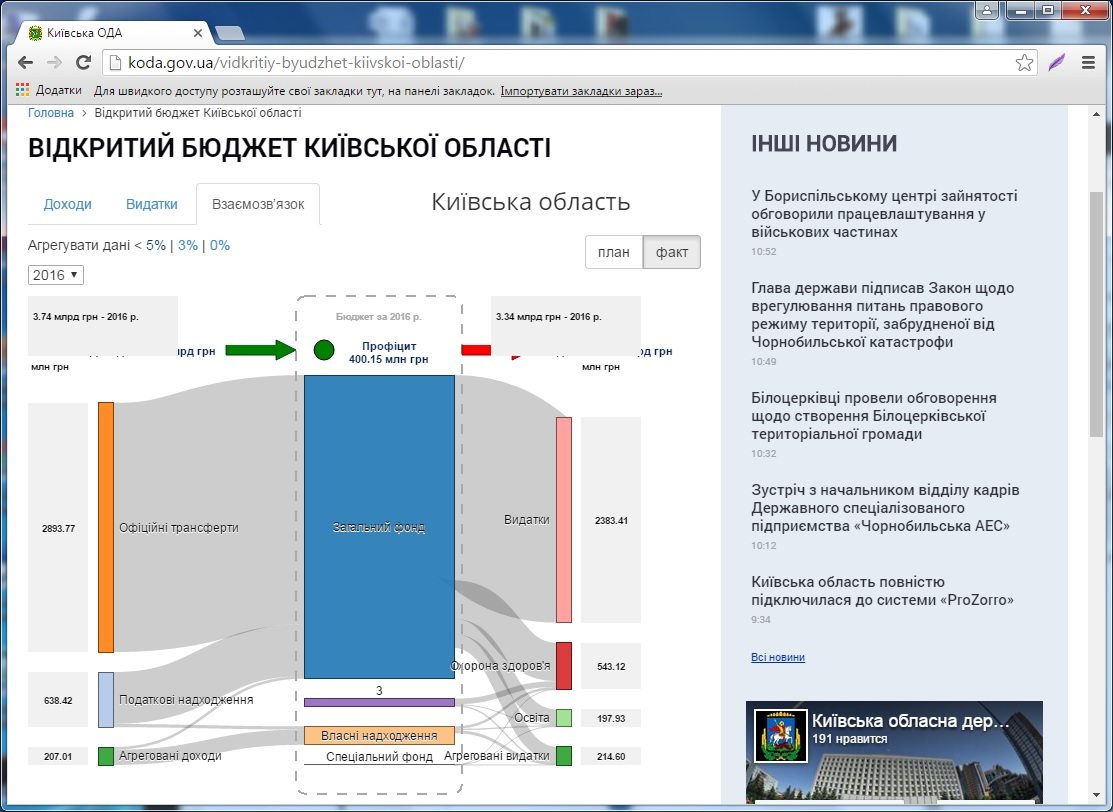 Київська ОДА
koda.gov.ua/vidkritiy-byudzhet-kiivskoi-oblasti/
Додатки Для швидкого доступу розташуйте свої закладки тут, на панелі закладок. Імпортувати закладки зараз...
Головна › Відкритий бюджет Київської області
ВІДКРИТИЙ БЮДЖЕТ КИЇВСЬКОЇ ОБЛАСТІ
Доходи Видатки Взаємозв'язок
Київська область
Агрегувати дані < 5% | 3% | 0%
план факт
2016
3.74 млрд грн - 2016 р.
Бюджет за 2016 р.
3.34 млрд грн - 2016 р.
млрд грн
Профіцит
400.15 млн грн
млрд грн
млн грн
млн грн
2893.77 Офіційні трансферти
Загальний фонд
Видатки 2383.41
Охорона здоров'я 543.12
638.42 Податкові надходження
З
Освіта 197.93
Власні надходження
207.01 Агреговані доходи
Спеціальний фонд
Агреговані видатки 214.60
ІНШІ НОВИНИ
У Бориспільському центрі зайнятості
обговорили працевлаштування у
військових частинах
10:52
Глава держави підписав Закон щодо
врегулювання питань правового
режиму території, забрудненої від
Чорнобильської катастрофи
10:49
Білоцерківці провели обговорення
щодо створення Білоцерківської
територіальної громади
10:32
Зустріч з начальником відділу кадрів
Державного спеціалізованого
підприємства «Чорнобильська АЕС»
10:12
Київська область повністю
підключилася до системи «ProZorro»
9:34
Всі новини
Київська обласна дер...
191 нравится